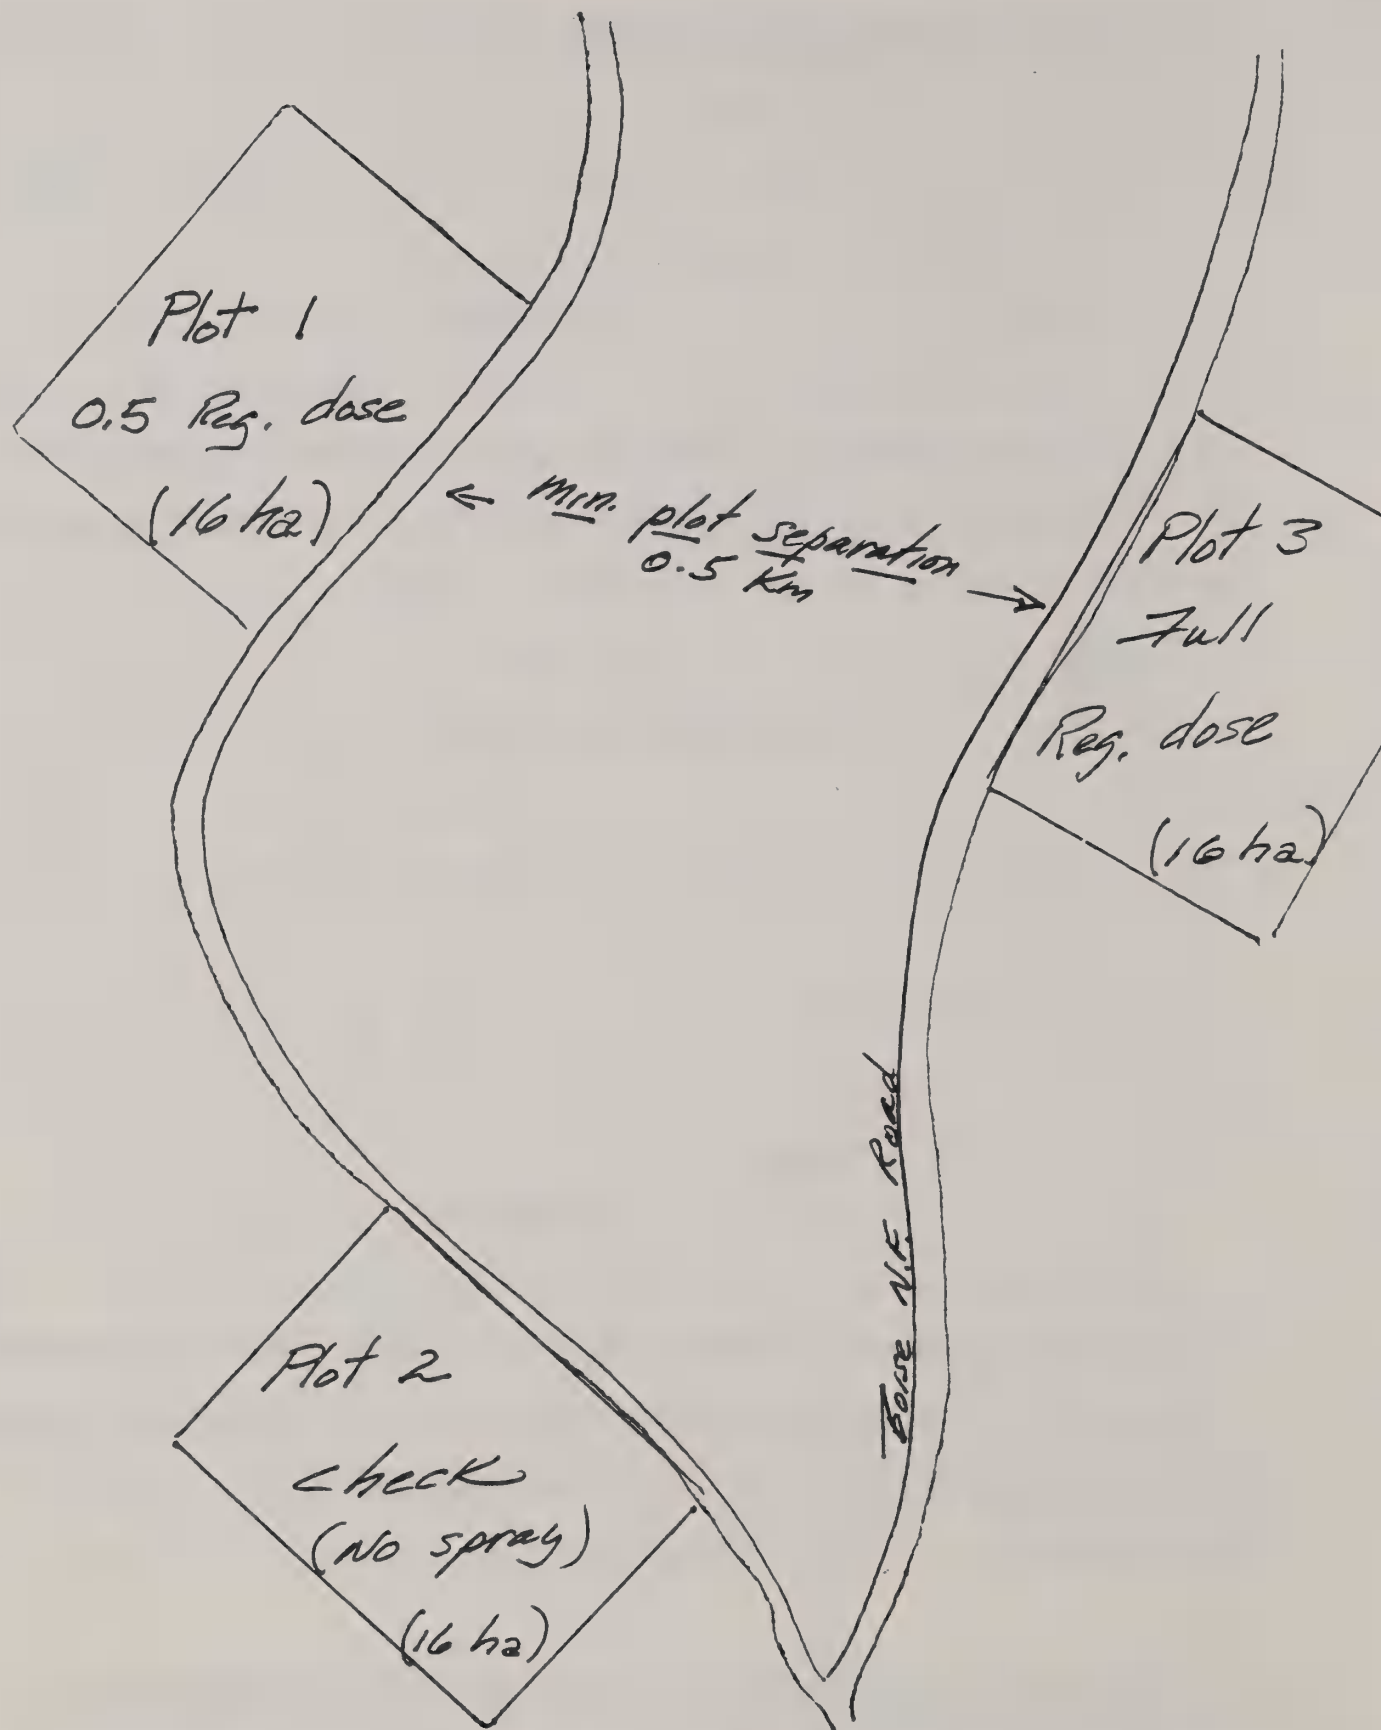 Plot 1
0.5 Reg. dose
(16 ha)
← min. plot separation →
0.5 Km
Plot 3
Full
Reg. dose
(16 ha)
Boise N.F. Road
Plot 2
check
(No spray)
(16 ha)